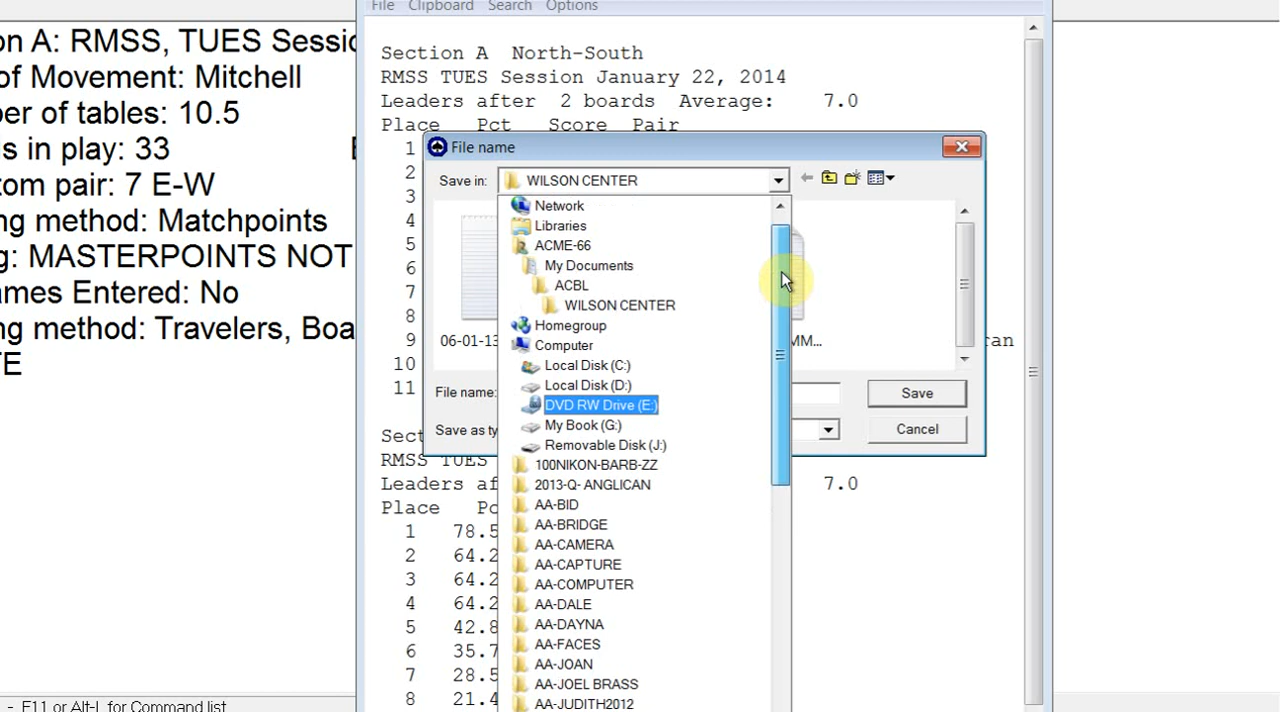 on A: RMSS, TUES Sessio
of Movement: Mitchell
ber of tables: 10.5
s in play: 33
tom pair: 7 E-W
ng method: Matchpoints
g: MASTERPOINTS NOT
ames Entered: No
ng method: Travelers, Boa
TE
- F11 or Alt-L for Command list
File Clipboard Search Options
Section A North-South
RMSS TUES Session January 22, 2014
Leaders after 2 boards Average: 7.0
Place Pct Score Pair
1
2
3
4
5
6
7
8
9
10
11
File name
Save in: WILSON CENTER
Network
Libraries
ACME-66
My Documents
ACBL
WILSON CENTER
Homegroup
Computer
Local Disk (C:)
Local Disk (D:)
DVD RW Drive (E:)
My Book (G:)
Removable Disk (J:)
100NIKON-BARB-ZZ
2013-Q- ANGLICAN
AA-BID
AA-BRIDGE
AA-CAMERA
AA-CAPTURE
AA-COMPUTER
AA-DALE
AA-DAYNA
AA-FACES
AA-JOAN
AA-JOEL BRASS
AA-JUDITH2012
06-01-13
MM...
an
File name:
Save
Save as ty
Cancel
Sect
RMSS TUES
Leaders af 7.0
Place Pc
1 78.5
2 64.2
3 64.2
4 64.2
5 42.8
6 35.7
7 28.5
8 21.4